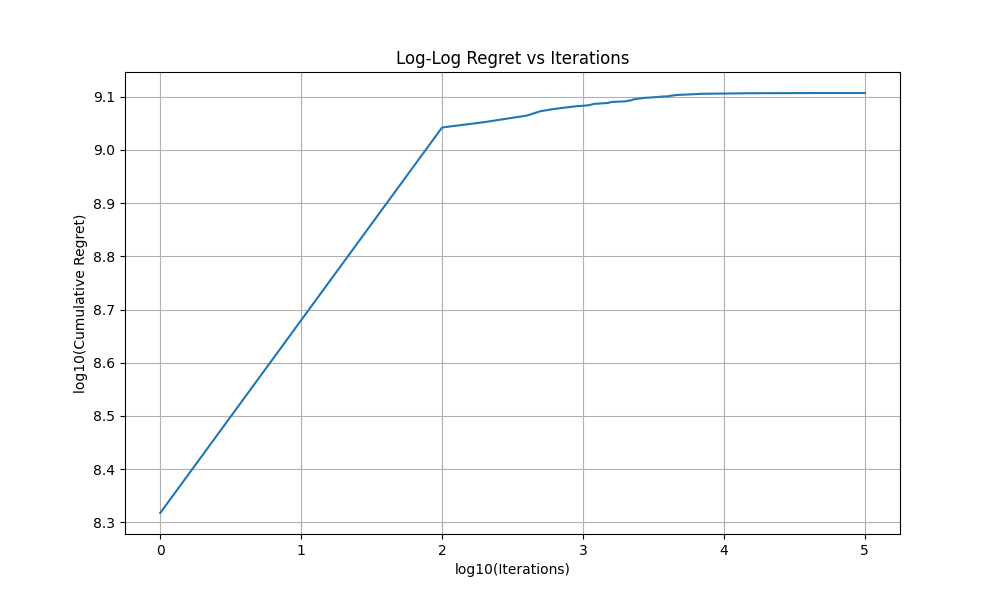 Log-Log Regret vs Iterations
log10(Cumulative Regret)
9.1
9.0
8.9
8.8
8.7
8.6
8.5
8.4
8.3
0 1 2 3 4 5
log10(Iterations)